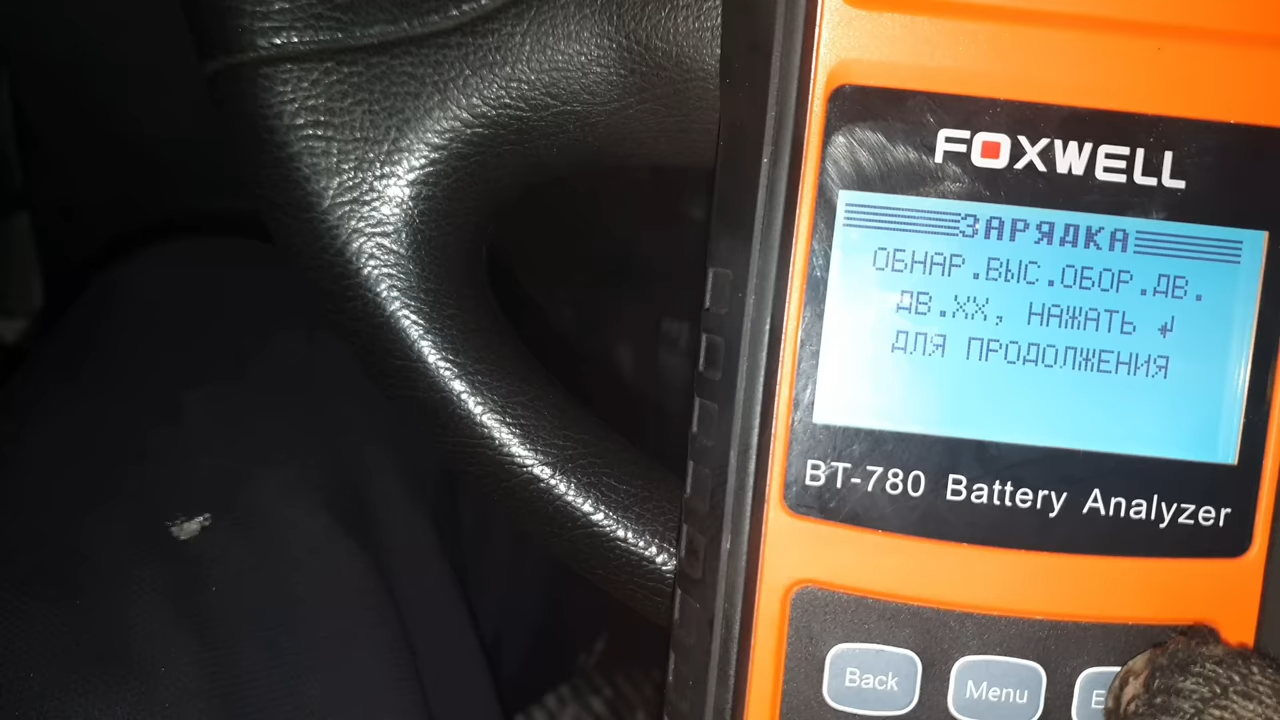 FOXWELL
ЗАРЯДКА
ОБНАР.ВЫС.ОБОР.ДВ.
ДВ.ХХ, НАЖАТЬ ↲
ДЛЯ ПРОДОЛЖЕНИЯ
BT-780 Battery Analyzer
Back
Menu